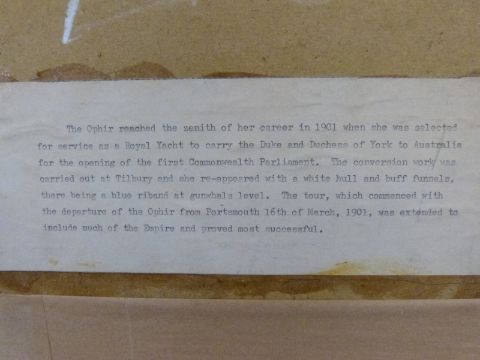 The Ophir reached the zenith of her career in 1901 when she was selected
for service as a Royal Yacht to carry the Duke and Duchess of York to Australia
for the opening of the first Commonwealth Parliament. The conversion work was
carried out at Tilbury and she re-appeared with a white hull and buff funnels,
there being a blue riband at gunwhale level. The tour, which commenced with
the departure of the Ophir from Portsmouth 16th of March, 1901, was extended to
include much of the Empire and proved most successful.